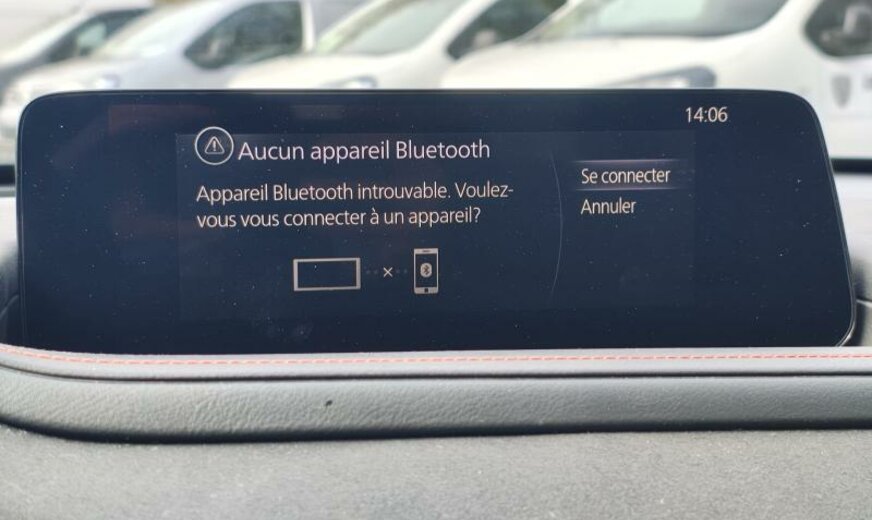 14:06
Aucun appareil Bluetooth
Appareil Bluetooth introuvable. Voulez-
vous vous connecter à un appareil?
Se connecter
Annuler